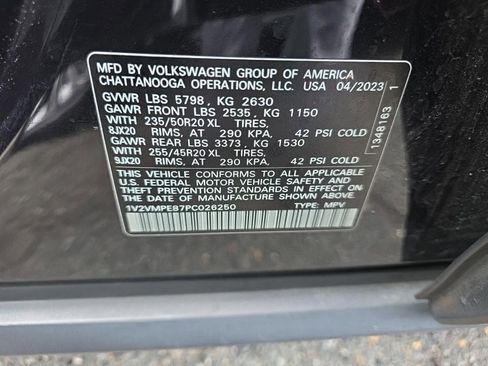 MFD BY VOLKSWAGEN GROUP OF AMERICA
CHATTANOOGA OPERATIONS, LLC. USA 04/2023
GVWR LBS 5798, KG 2630
GAWR FRONT LBS 2535, KG 1150
WITH 235/50R20 XL TIRES,
8JX20 RIMS, AT 290 KPA, 42 PSI COLD
GAWR REAR LBS 3373, KG 1530
WITH 255/45R20 XL TIRES,
9JX20 RIMS, AT 290 KPA, 42 PSI COLD
THIS VEHICLE CONFORMS TO ALL APPLICABLE
U.S. FEDERAL MOTOR VEHICLE SAFETY AND
THEFT PREVENTION STANDARDS IN EFFECT ON
THE DATE OF MANUFACTURE SHOWN ABOVE.
1V2VMPE87PC026250 TYPE: MPV
1348163 1